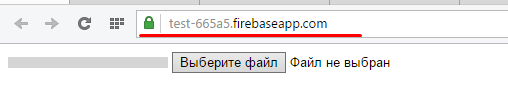 test-665a5.firebaseapp.com
Выберите файл Файл не выбран